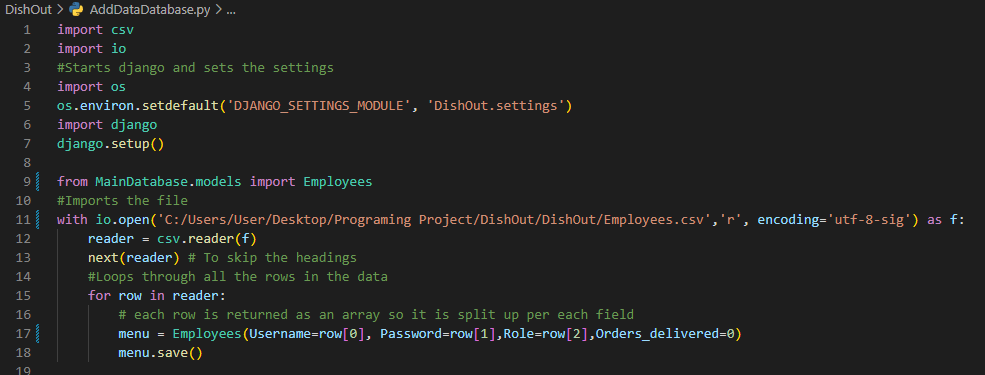 DishOut > AddDataDatabase.py > ...
1 import csv
2 import io
3 #Starts django and sets the settings
4 import os
5 os.environ.setdefault('DJANGO_SETTINGS_MODULE', 'DishOut.settings')
6 import django
7 django.setup()
8
9 from MainDatabase.models import Employees
10 #Imports the file
11 with io.open('C:/Users/User/Desktop/Programing Project/DishOut/DishOut/Employees.csv','r', encoding='utf-8-sig') as f:
12 reader = csv.reader(f)
13 next(reader) # To skip the headings
14 #Loops through all the rows in the data
15 for row in reader:
16 # each row is returned as an array so it is split up per each field
17 menu = Employees(Username=row[0], Password=row[1],Role=row[2],Orders_delivered=0)
18 menu.save()
19